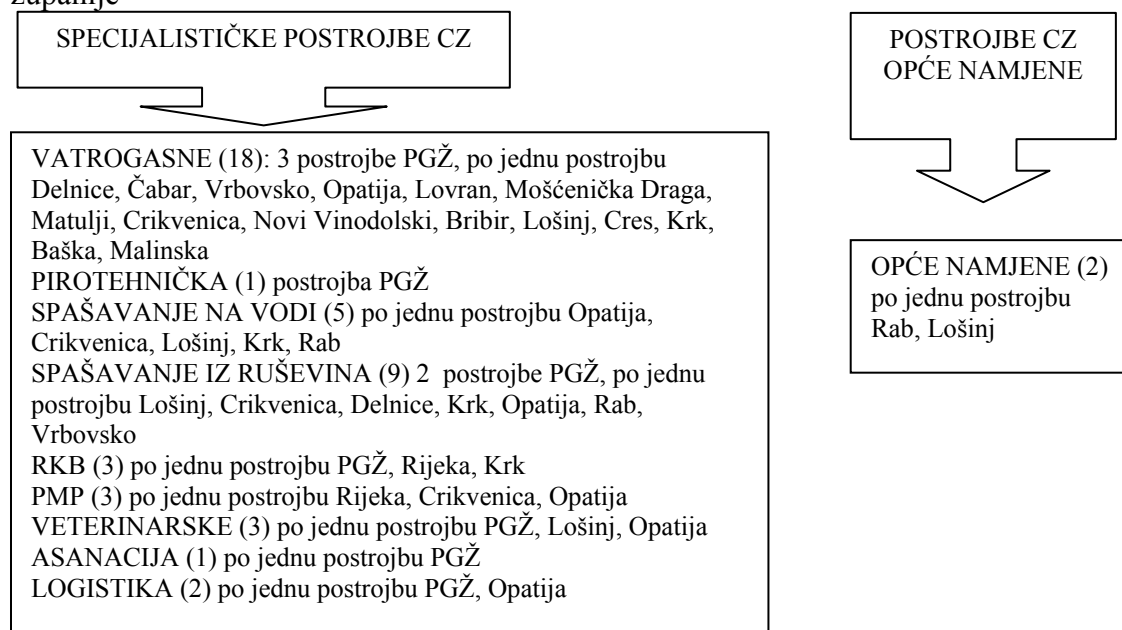 županije
SPECIJALISTIČKE POSTROJBE CZ
POSTROJBE CZ
OPĆE NAMJENE
VATROGASNE (18): 3 postrojbe PGŽ, po jednu postrojbu
Delnice, Čabar, Vrbovsko, Opatija, Lovran, Mošćenička Draga,
Matulji, Crikvenica, Novi Vinodolski, Bribir, Lošinj, Cres, Krk,
Baška, Malinska
PIROTEHNIČKA (1) postrojba PGŽ
SPAŠAVANJE NA VODI (5) po jednu postrojbu Opatija,
Crikvenica, Lošinj, Krk, Rab
SPAŠAVANJE IZ RUŠEVINA (9) 2 postrojbe PGŽ, po jednu
postrojbu Lošinj, Crikvenica, Delnice, Krk, Opatija, Rab,
Vrbovsko
RKB (3) po jednu postrojbu PGŽ, Rijeka, Krk
PMP (3) po jednu postrojbu Rijeka, Crikvenica, Opatija
VETERINARSKE (3) po jednu postrojbu PGŽ, Lošinj, Opatija
ASANACIJA (1) po jednu postrojbu PGŽ
LOGISTIKA (2) po jednu postrojbu PGŽ, Opatija
OPĆE NAMJENE (2)
po jednu postrojbu
Rab, Lošinj